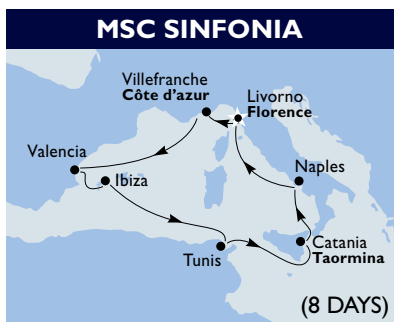 MSC SINFONIA
Villefranche
Côte d'azur
Livorno
Florence
Valencia
Ibiza
Naples
Tunis
Catania
Taormina
(8 DAYS)